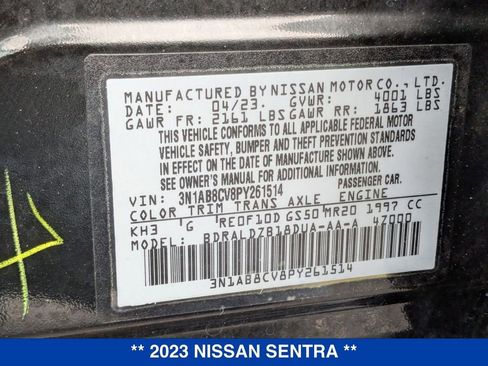 MANUFACTURED BY NISSAN MOTOR CO., LTD.
DATE: 04/23. GVWR: 4001 LBS
GAWR FR: 2161 LBS GAWR RR: 1863 LBS
THIS VEHICLE CONFORMS TO ALL APPLICABLE FEDERAL MOTOR
VEHICLE SAFETY, BUMPER AND THEFT PREVENTION STANDARDS
IN EFFECT ON THE DATE OF MANUFACTURE SHOWN ABOVE.
SEE OWNER'S MANUAL FOR ADDITIONAL INFORMATION.
VIN: 3N1AB8CV8PY261514 PASSENGER CAR.
COLOR TRIM TRANS AXLE ENGINE
KH3 G RE0F10D GS50 MR20 1997 CC
MODEL: BDRALDZB18DUA-AA-A 4Z000
3N1AB8CV8PY261514
** 2023 NISSAN SENTRA **